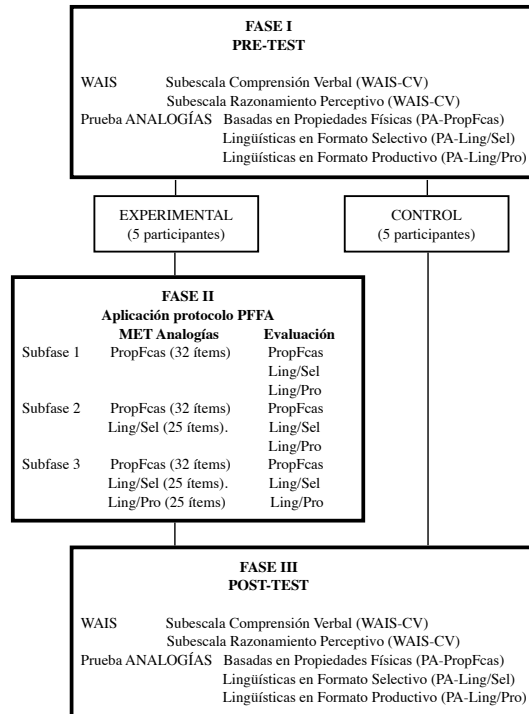 FASE I
PRE-TEST
WAIS Subescala Comprensión Verbal (WAIS-CV)
Subescala Razonamiento Perceptivo (WAIS-CV)
Prueba ANALOGÍAS Basadas en Propiedades Físicas (PA-PropFcas)
Lingüísticas en Formato Selectivo (PA-Ling/Sel)
Lingüísticas en Formato Productivo (PA-Ling/Pro)
EXPERIMENTAL
(5 participantes)
CONTROL
(5 participantes)
FASE II
Aplicación protocolo PFFA
MET Analogías Evaluación
Subfase 1 PropFcas (32 ítems) PropFcas
Ling/Sel
Ling/Pro
Subfase 2 PropFcas (32 ítems) PropFcas
Ling/Sel (25 ítems). Ling/Sel
Ling/Pro
Subfase 3 PropFcas (32 ítems) PropFcas
Ling/Sel (25 ítems). Ling/Sel
Ling/Pro (25 ítems) Ling/Pro
FASE III
POST-TEST
WAIS Subescala Comprensión Verbal (WAIS-CV)
Subescala Razonamiento Perceptivo (WAIS-CV)
Prueba ANALOGÍAS Basadas en Propiedades Físicas (PA-PropFcas)
Lingüísticas en Formato Selectivo (PA-Ling/Sel)
Lingüísticas en Formato Productivo (PA-Ling/Pro)